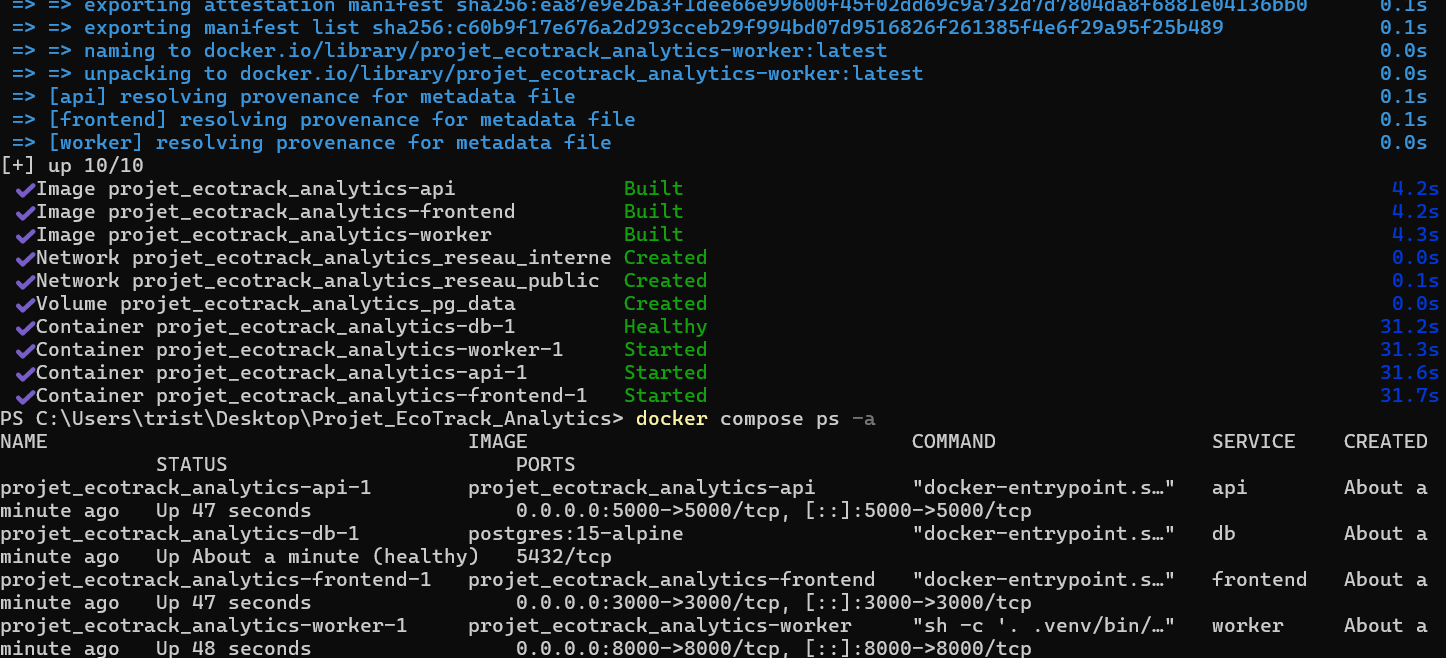 => => exporting attestation manifest sha256:ea87e9e2ba3f1dee66e99600f45f02dd69c9a732d7d7804da8f6881e04136bb0 0.1s
=> => exporting manifest list sha256:c60b9f17e676a2d293cceb29f994bd07d9516826f261385f4e6f29a95f25b489 0.1s
=> => naming to docker.io/library/projet_ecotrack_analytics-worker:latest 0.0s
=> => unpacking to docker.io/library/projet_ecotrack_analytics-worker:latest 0.0s
=> [api] resolving provenance for metadata file 0.1s
=> [frontend] resolving provenance for metadata file 0.1s
=> [worker] resolving provenance for metadata file 0.0s
[+] up 10/10
✔Image projet_ecotrack_analytics-api Built 4.2s
✔Image projet_ecotrack_analytics-frontend Built 4.2s
✔Image projet_ecotrack_analytics-worker Built 4.3s
✔Network projet_ecotrack_analytics_reseau_interne Created 0.0s
✔Network projet_ecotrack_analytics_reseau_public Created 0.1s
✔Volume projet_ecotrack_analytics_pg_data Created 0.0s
✔Container projet_ecotrack_analytics-db-1 Healthy 31.2s
✔Container projet_ecotrack_analytics-worker-1 Started 31.3s
✔Container projet_ecotrack_analytics-api-1 Started 31.6s
✔Container projet_ecotrack_analytics-frontend-1 Started 31.7s
PS C:\Users\trist\Desktop\Projet_EcoTrack_Analytics> docker compose ps -a
NAME IMAGE COMMAND SERVICE CREATED
STATUS PORTS
projet_ecotrack_analytics-api-1 projet_ecotrack_analytics-api "docker-entrypoint.s…" api About a
minute ago Up 47 seconds 0.0.0.0:5000->5000/tcp, [::]:5000->5000/tcp
projet_ecotrack_analytics-db-1 postgres:15-alpine "docker-entrypoint.s…" db About a
minute ago Up About a minute (healthy) 5432/tcp
projet_ecotrack_analytics-frontend-1 projet_ecotrack_analytics-frontend "docker-entrypoint.s…" frontend About a
minute ago Up 47 seconds 0.0.0.0:3000->3000/tcp, [::]:3000->3000/tcp
projet_ecotrack_analytics-worker-1 projet_ecotrack_analytics-worker "sh -c '. .venv/bin/…" worker About a
minute ago Up 48 seconds 0.0.0.0:8000->8000/tcp, [::]:8000->8000/tcp